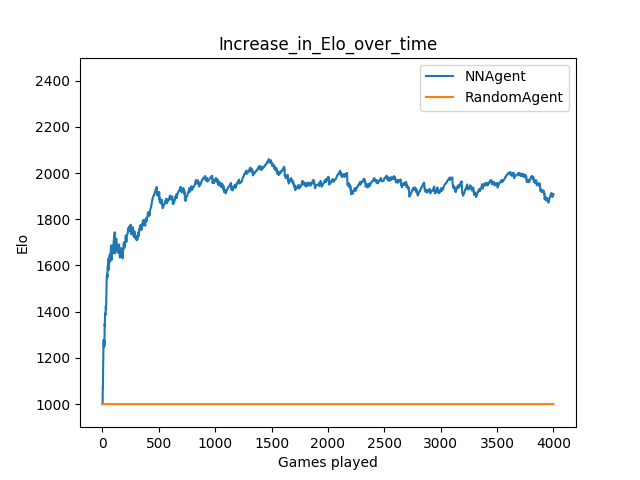 Increase_in_Elo_over_time
NNAgent
RandomAgent
2400
2200
2000
1800
1600
1400
1200
1000
Elo
0 500 1000 1500 2000 2500 3000 3500 4000
Games played